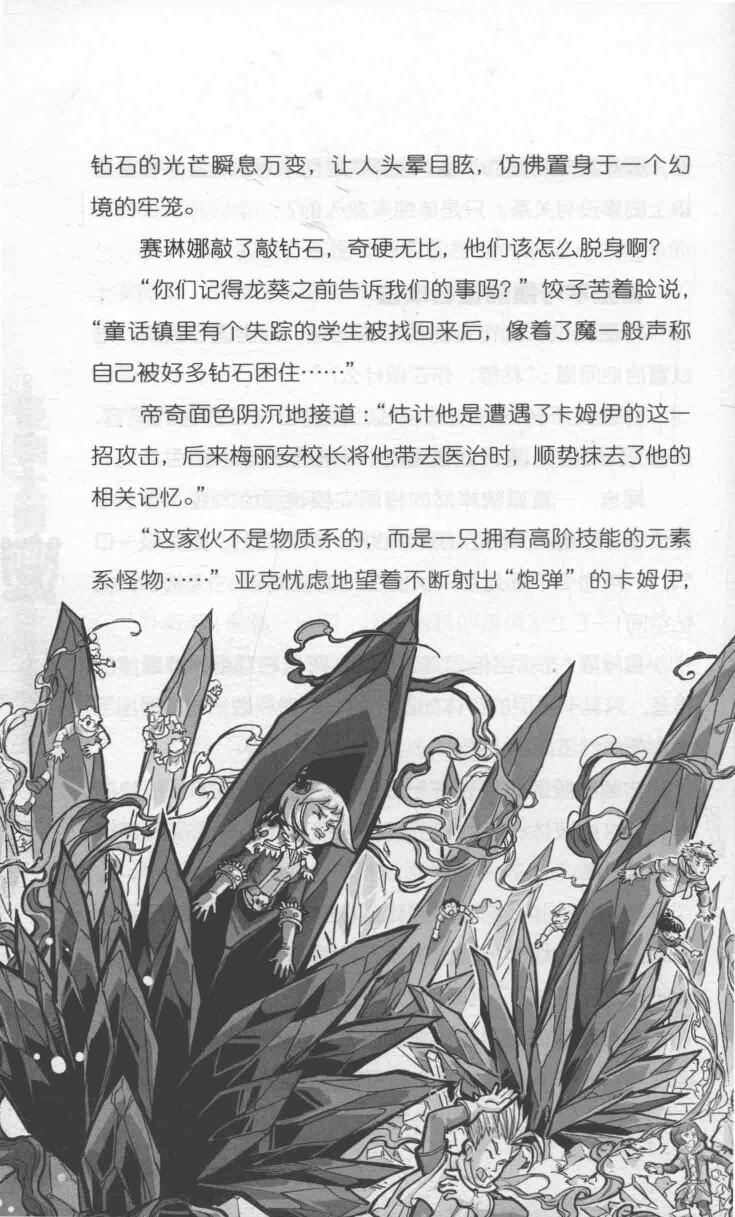 钻石的光芒瞬息万变，让人头晕目眩，仿佛置身于一个幻
境的牢笼。
赛琳娜敲了敲钻石，奇硬无比，他们该怎么脱身啊？
“你们记得龙葵之前告诉我们的事吗？”饺子苦着脸说，
“童话镇里有个失踪的学生被找回来后，像着了魔一般声称
自己被好多钻石困住……”
帝奇面色阴沉地接道：“估计他是遭遇了卡姆伊的这一
招攻击，后来梅丽安校长将他带去医治时，顺势抹去了他的
相关记忆。”
“这家伙不是物质系的，而是一只拥有高阶技能的元素
系怪物……”亚克忧虑地望着不断射出“炮弹”的卡姆伊，